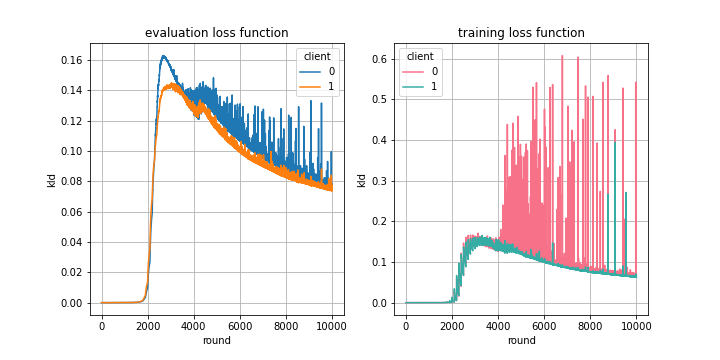 evaluation loss function
kld
0.16
0.14
0.12
0.10
0.08
0.06
0.04
0.02
0.00
0 2000 4000 6000 8000 10000
round
client
0
1
training loss function
kld
0.6
0.5
0.4
0.3
0.2
0.1
0.0
0 2000 4000 6000 8000 10000
round
client
0
1